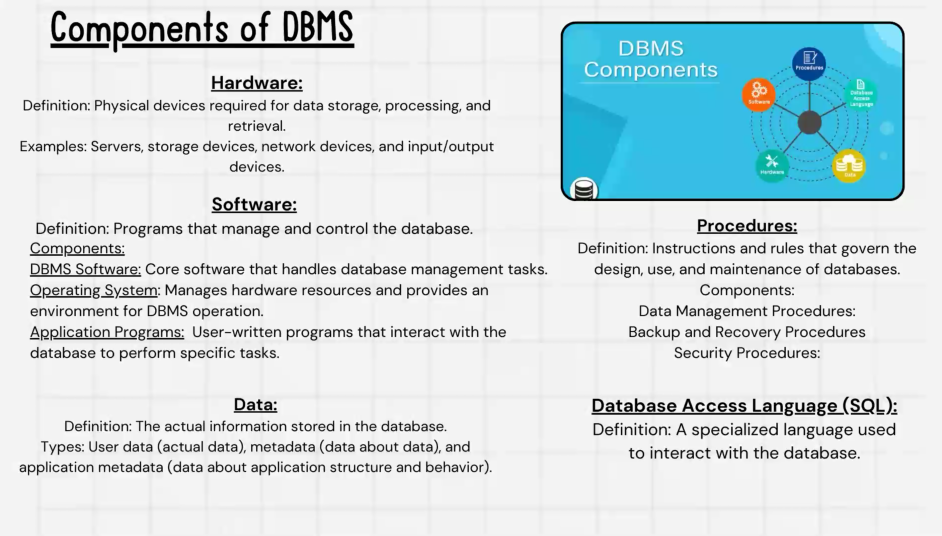 Components of DBMS
Hardware:
Definition: Physical devices required for data storage, processing, and
retrieval.
Examples: Servers, storage devices, network devices, and input/output
devices.
Software:
Definition: Programs that manage and control the database.
Components:
DBMS Software: Core software that handles database management tasks.
Operating System: Manages hardware resources and provides an
environment for DBMS operation.
Application Programs: User-written programs that interact with the
database to perform specific tasks.
Data:
Definition: The actual information stored in the database.
Types: User data (actual data), metadata (data about data), and
application metadata (data about application structure and behavior).
DBMS
Components
Procedures
Software
Database
Access
Language
Hardware
Data
Procedures:
Definition: Instructions and rules that govern the
design, use, and maintenance of databases.
Components:
Data Management Procedures:
Backup and Recovery Procedures
Security Procedures:
Database Access Language (SQL):
Definition: A specialized language used
to interact with the database.